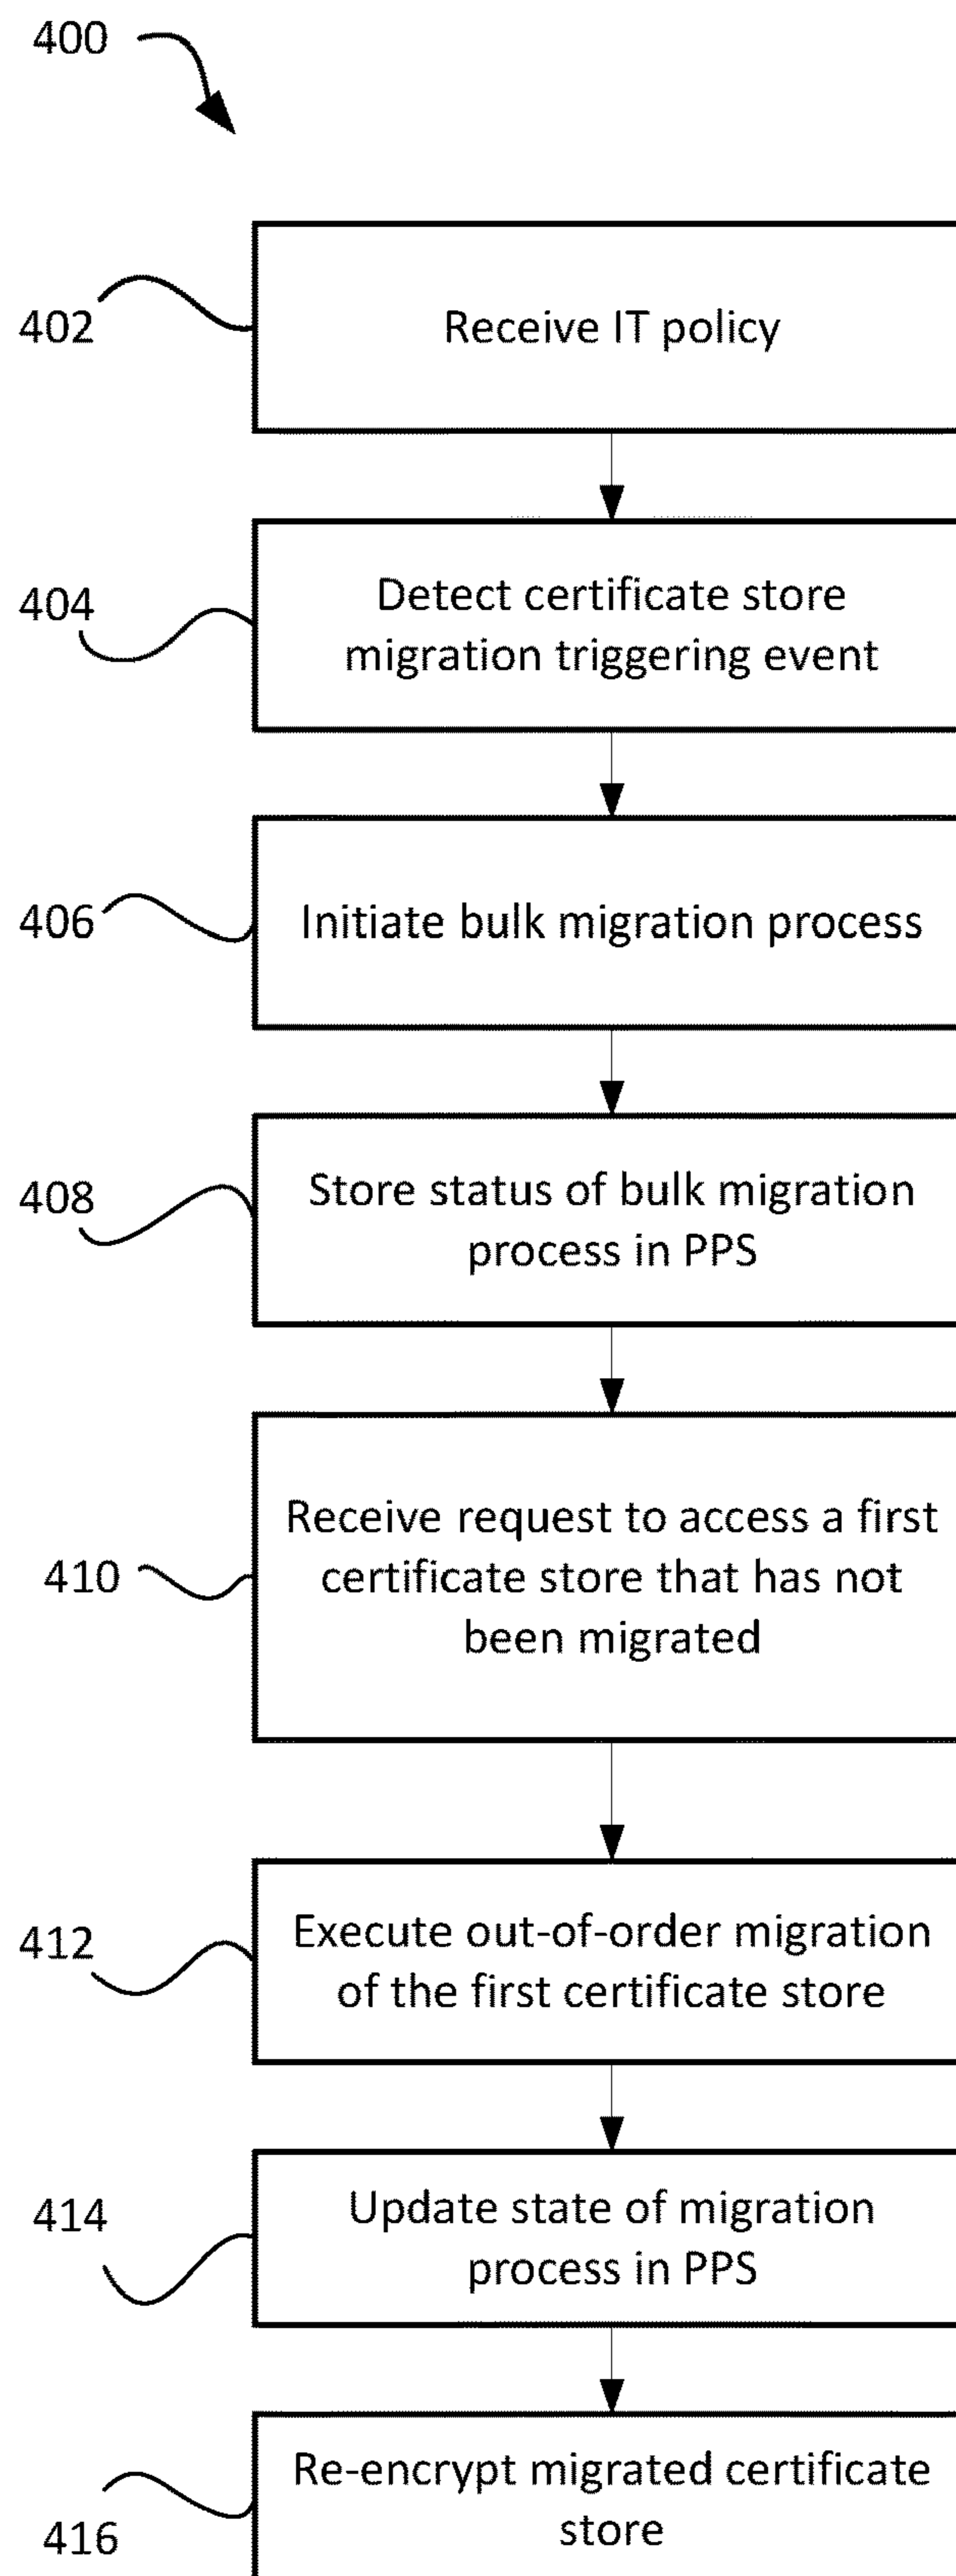 400
402
Receive IT policy
404
Detect certificate store
migration triggering event
406
Initiate bulk migration process
408
Store status of bulk migration
process in PPS
410
Receive request to access a first
certificate store that has not
been migrated
412
Execute out-of-order migration
of the first certificate store
414
Update state of migration
process in PPS
416
Re-encrypt migrated certificate
store